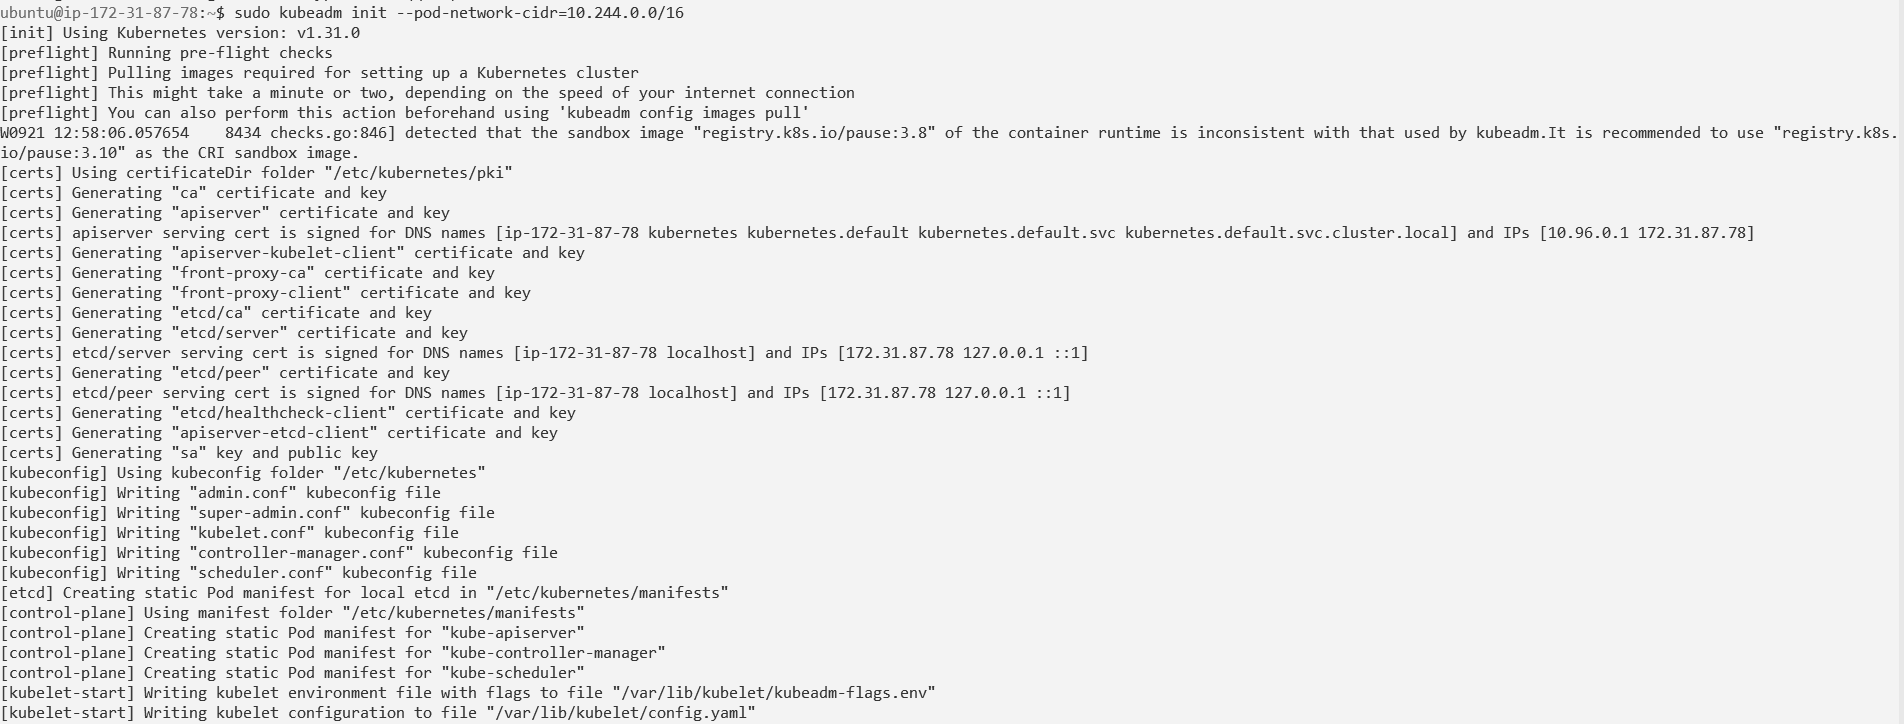 ubuntu@ip-172-31-87-78:~$ sudo kubeadm init --pod-network-cidr=10.244.0.0/16
[init] Using Kubernetes version: v1.31.0
[preflight] Running pre-flight checks
[preflight] Pulling images required for setting up a Kubernetes cluster
[preflight] This might take a minute or two, depending on the speed of your internet connection
[preflight] You can also perform this action beforehand using 'kubeadm config images pull'
W0921 12:58:06.057654    8434 checks.go:846] detected that the sandbox image "registry.k8s.io/pause:3.8" of the container runtime is inconsistent with that used by kubeadm.It is recommended to use "registry.k8s.
io/pause:3.10" as the CRI sandbox image.
[certs] Using certificateDir folder "/etc/kubernetes/pki"
[certs] Generating "ca" certificate and key
[certs] Generating "apiserver" certificate and key
[certs] apiserver serving cert is signed for DNS names [ip-172-31-87-78 kubernetes kubernetes.default kubernetes.default.svc kubernetes.default.svc.cluster.local] and IPs [10.96.0.1 172.31.87.78]
[certs] Generating "apiserver-kubelet-client" certificate and key
[certs] Generating "front-proxy-ca" certificate and key
[certs] Generating "front-proxy-client" certificate and key
[certs] Generating "etcd/ca" certificate and key
[certs] Generating "etcd/server" certificate and key
[certs] etcd/server serving cert is signed for DNS names [ip-172-31-87-78 localhost] and IPs [172.31.87.78 127.0.0.1 ::1]
[certs] Generating "etcd/peer" certificate and key
[certs] etcd/peer serving cert is signed for DNS names [ip-172-31-87-78 localhost] and IPs [172.31.87.78 127.0.0.1 ::1]
[certs] Generating "etcd/healthcheck-client" certificate and key
[certs] Generating "apiserver-etcd-client" certificate and key
[certs] Generating "sa" key and public key
[kubeconfig] Using kubeconfig folder "/etc/kubernetes"
[kubeconfig] Writing "admin.conf" kubeconfig file
[kubeconfig] Writing "super-admin.conf" kubeconfig file
[kubeconfig] Writing "kubelet.conf" kubeconfig file
[kubeconfig] Writing "controller-manager.conf" kubeconfig file
[kubeconfig] Writing "scheduler.conf" kubeconfig file
[etcd] Creating static Pod manifest for local etcd in "/etc/kubernetes/manifests"
[control-plane] Using manifest folder "/etc/kubernetes/manifests"
[control-plane] Creating static Pod manifest for "kube-apiserver"
[control-plane] Creating static Pod manifest for "kube-controller-manager"
[control-plane] Creating static Pod manifest for "kube-scheduler"
[kubelet-start] Writing kubelet environment file with flags to file "/var/lib/kubelet/kubeadm-flags.env"
[kubelet-start] Writing kubelet configuration to file "/var/lib/kubelet/config.yaml"